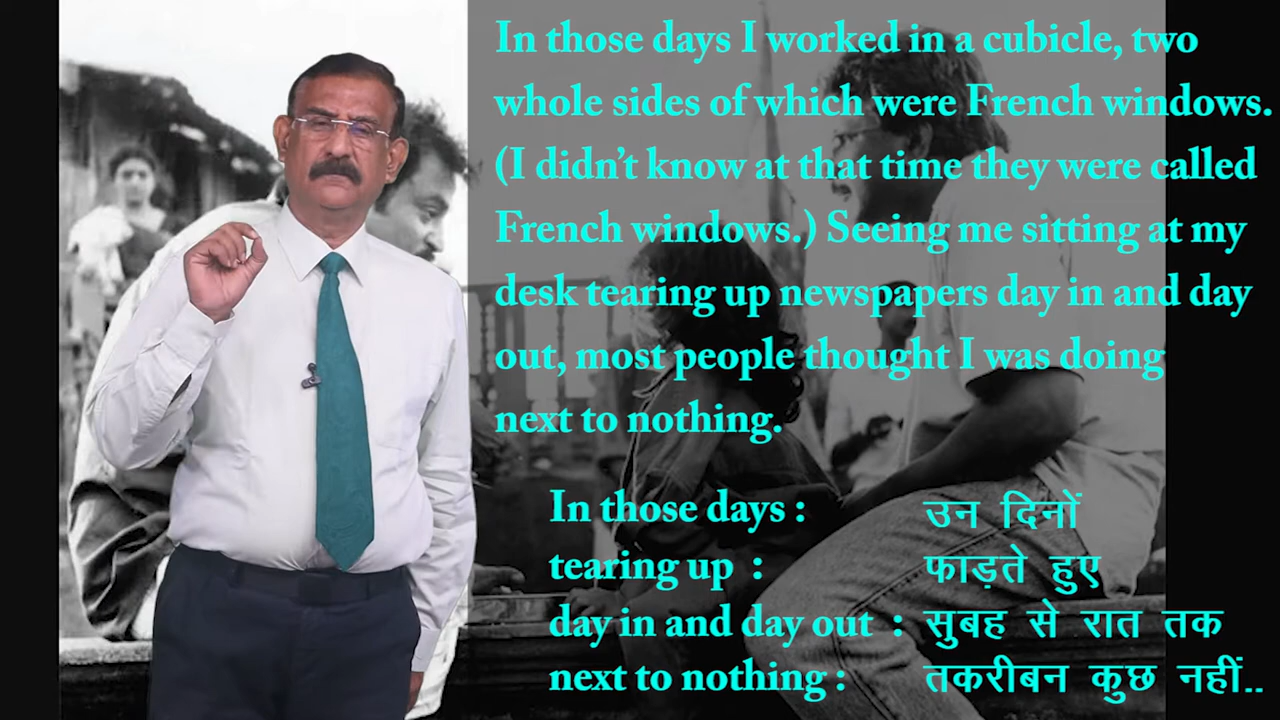 In those days I worked in a cubicle, two
whole sides of which were French windows.
(I didn’t know at that time they were called
French windows.) Seeing me sitting at my
desk tearing up newspapers day in and day
out, most people thought I was doing
next to nothing.
In those days : उन दिनों
tearing up : फाड़ते हुए
day in and day out : सुबह से रात तक
next to nothing : तकरीबन कुछ नहीं..